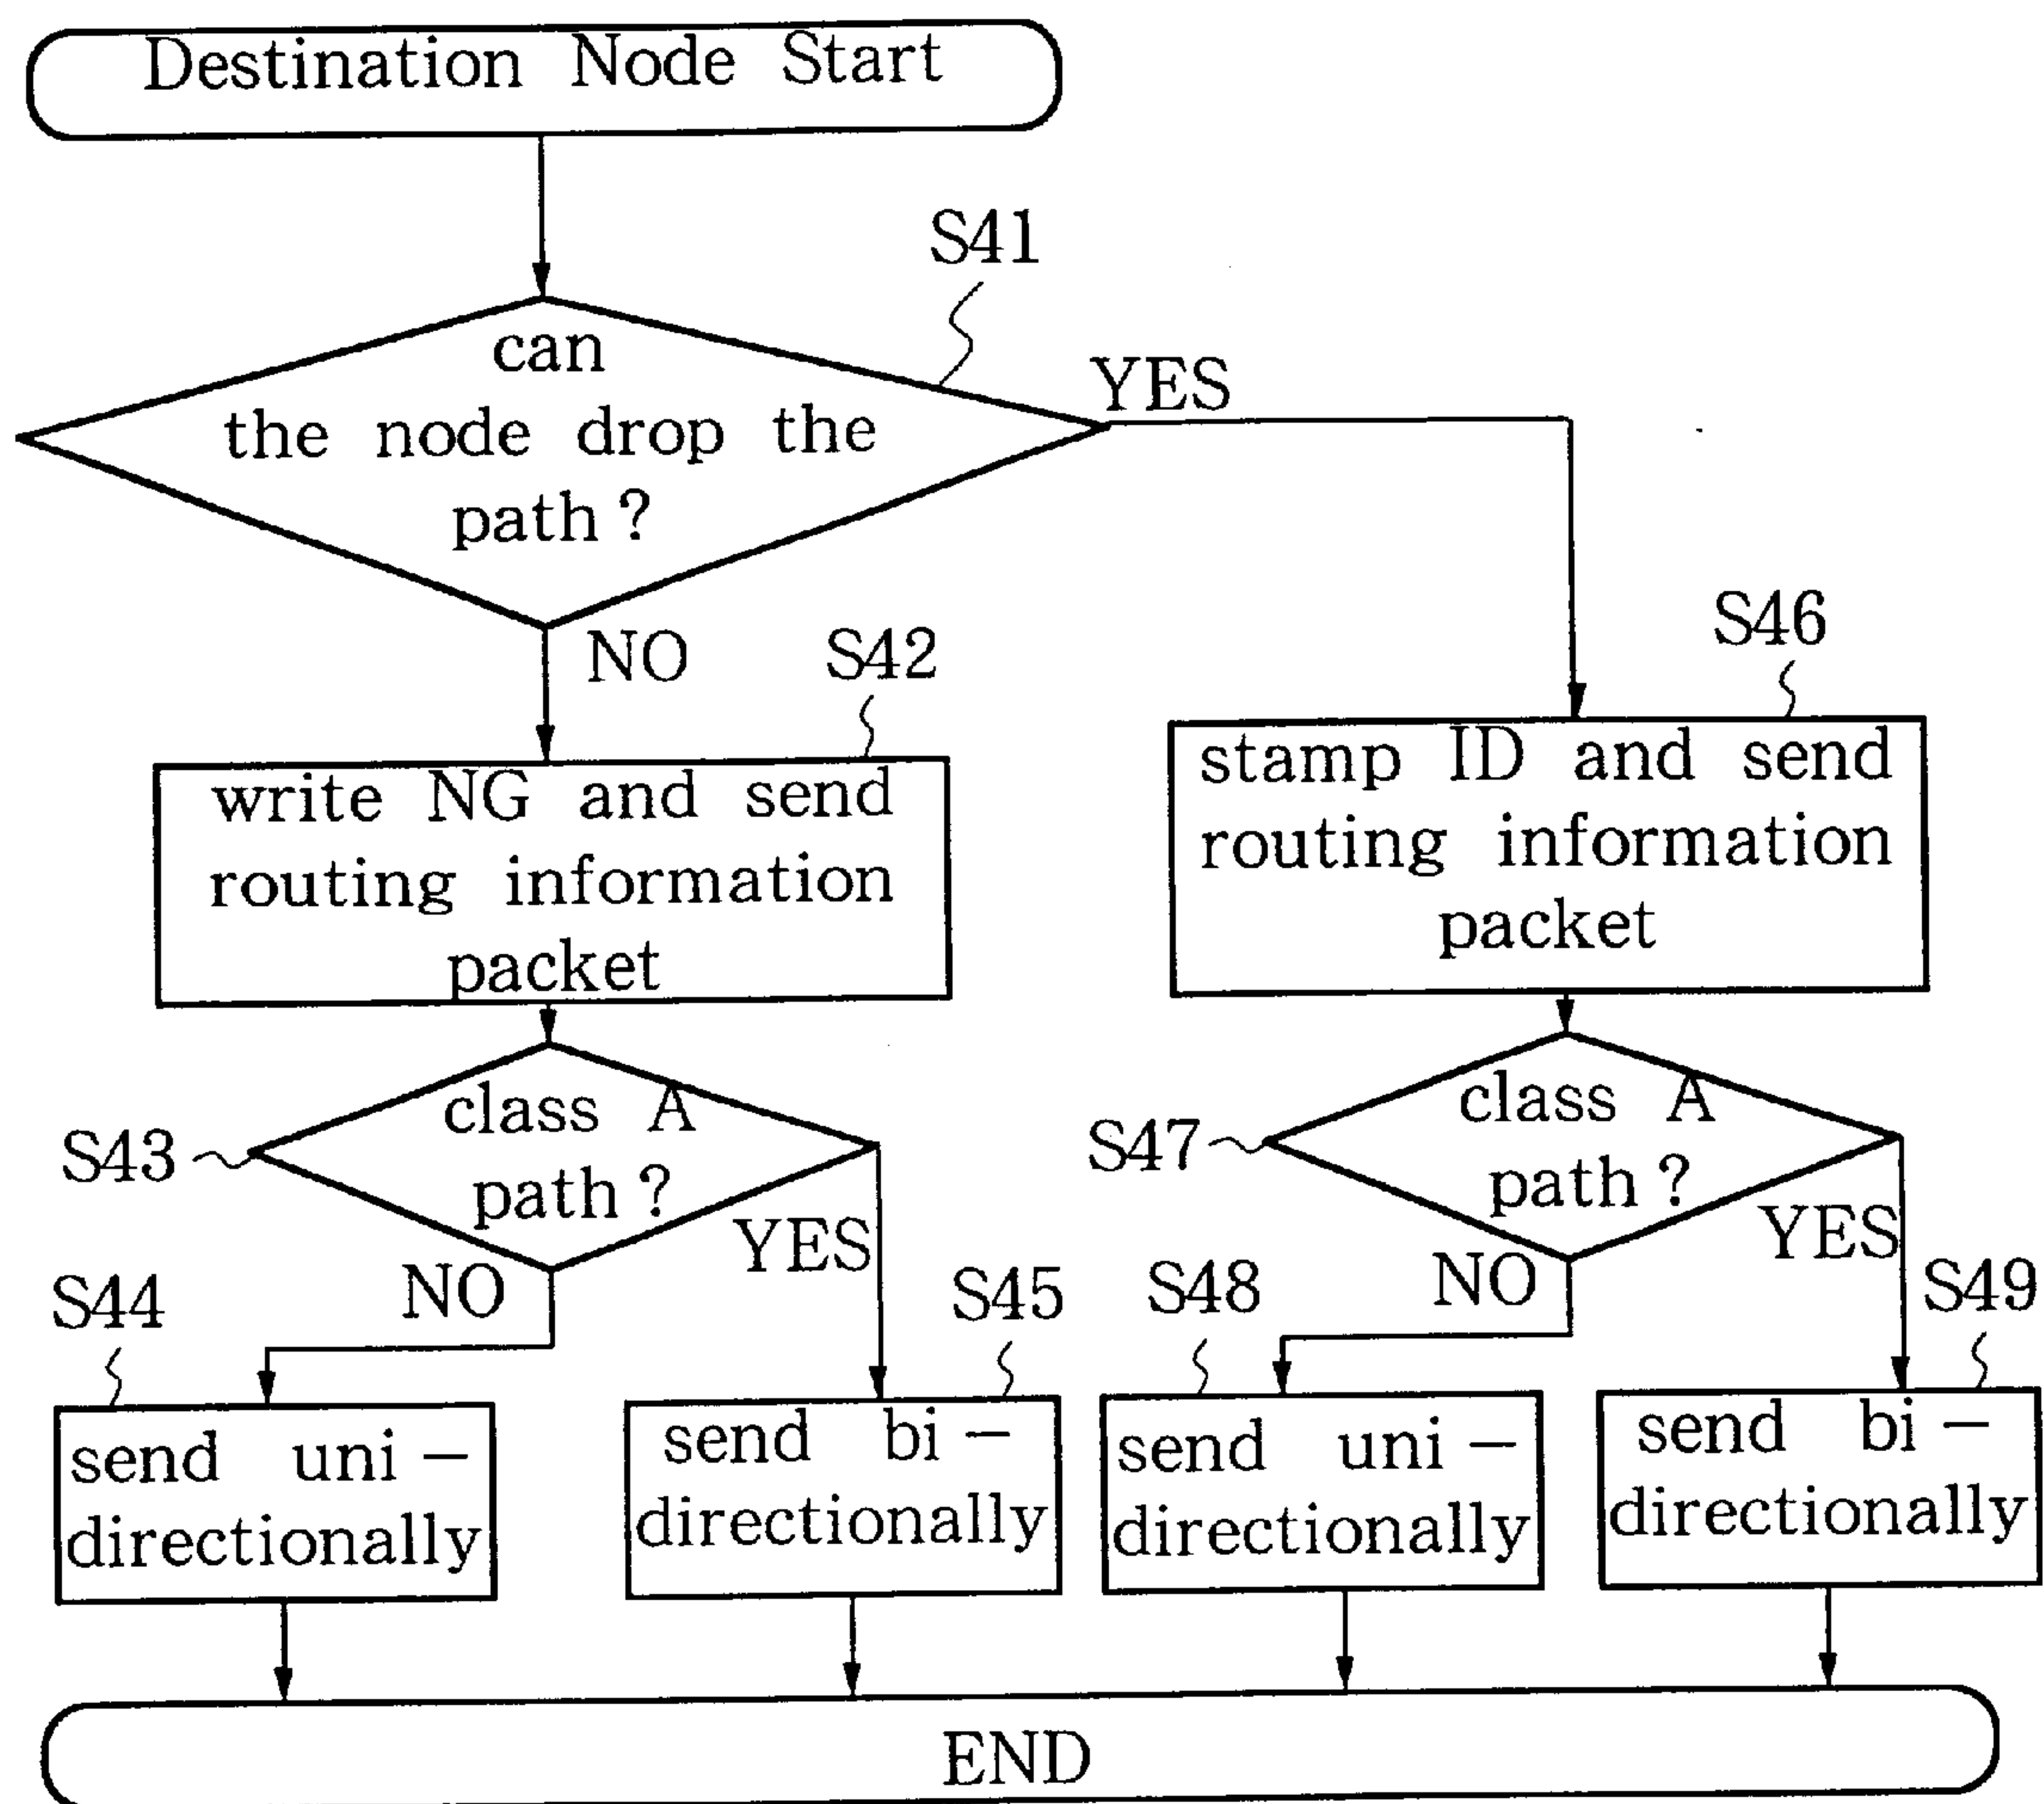 Destination Node Start
S41
can
the node drop the
path ?
YES
NO
S42
S46
write NG and send
routing information
packet
stamp ID and send
routing information
packet
S43
class A
path ?
YES
NO
S47
class A
path ?
YES
NO
S44
S45
S48
S49
send uni -
directionally
send bi -
directionally
send uni -
directionally
send bi -
directionally
END